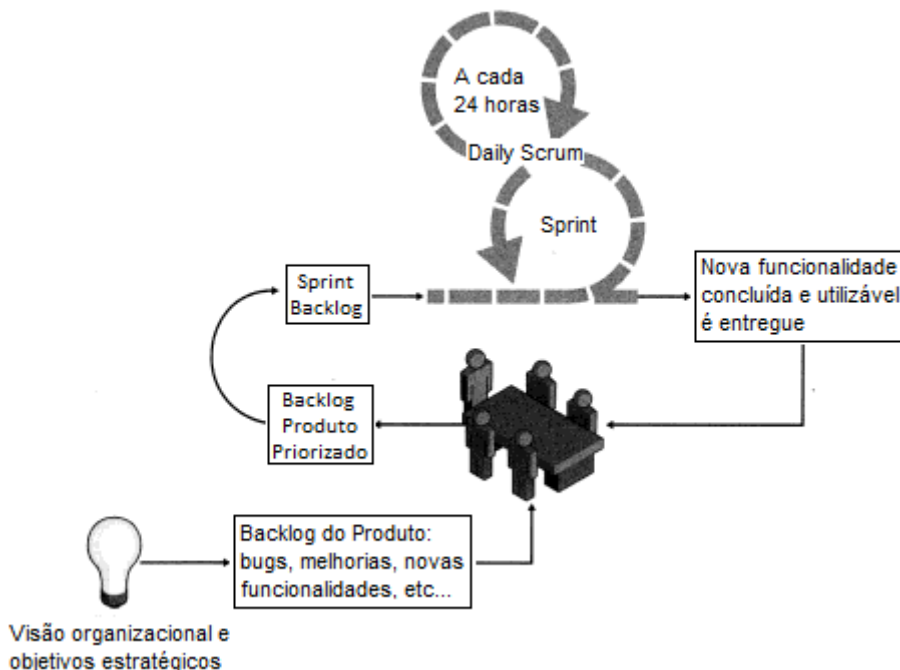 A cada
24 horas
Daily Scrum
Sprint
Sprint
Backlog
Nova funcionalidade
concluída e utilizável
é entregue
Backlog
Produto
Priorizado
Backlog do Produto:
bugs, melhorias, novas
funcionalidades, etc...
Visão organizacional e
objetivos estratégicos